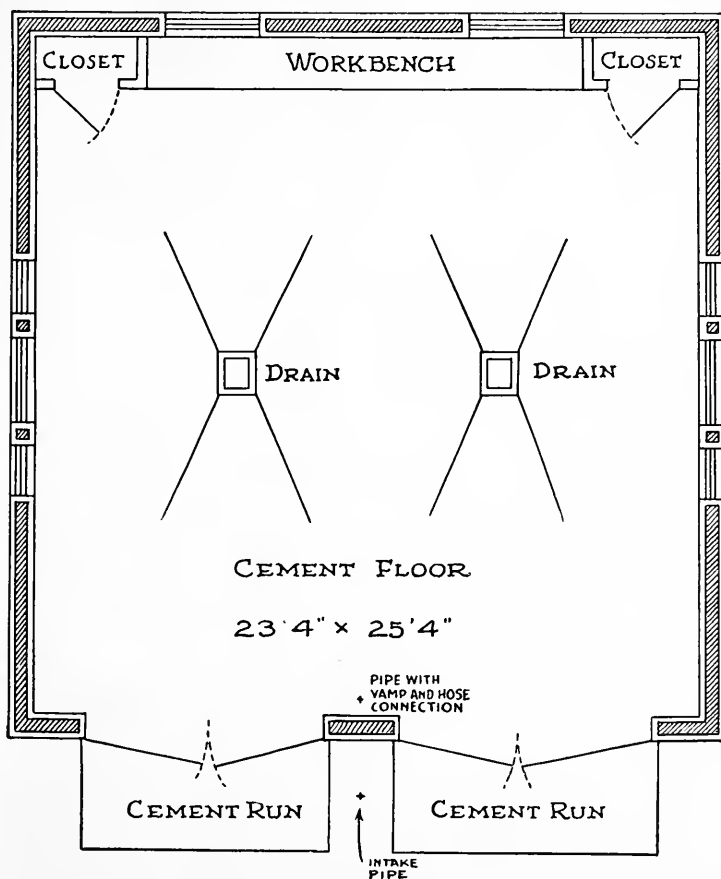 CLOSET
WORKBENCH
CLOSET
DRAIN
DRAIN
CEMENT FLOOR
23'4" × 25'4"
PIPE WITH
VAMP AND HOSE
CONNECTION
CEMENT RUN
CEMENT RUN
INTAKE
PIPE